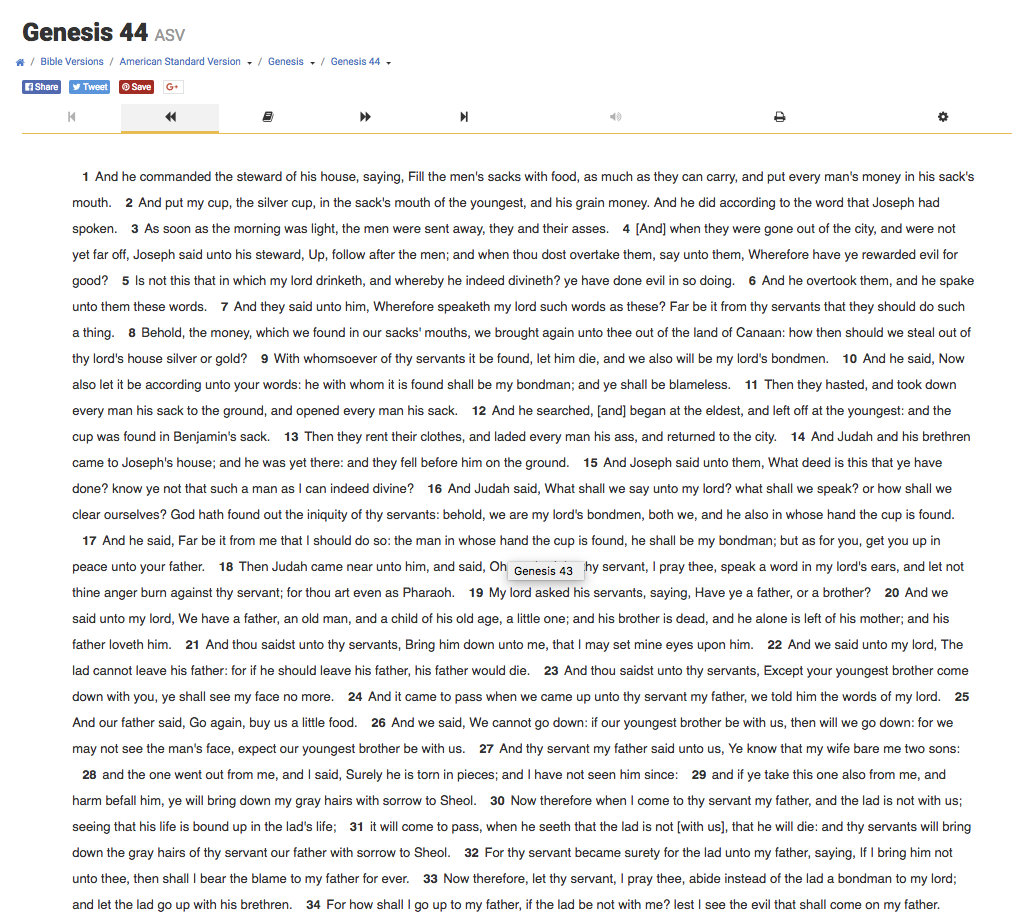 Genesis 44 ASV
/ Bible Versions / American Standard Version / Genesis / Genesis 44
Share Tweet Save G+
1 And he commanded the steward of his house, saying, Fill the men's sacks with food, as much as they can carry, and put every man's money in his sack's
mouth. 2 And put my cup, the silver cup, in the sack's mouth of the youngest, and his grain money. And he did according to the word that Joseph had
spoken. 3 As soon as the morning was light, the men were sent away, they and their asses. 4 [And] when they were gone out of the city, and were not
yet far off, Joseph said unto his steward, Up, follow after the men; and when thou dost overtake them, say unto them, Wherefore have ye rewarded evil for
good? 5 Is not this that in which my lord drinketh, and whereby he indeed divineth? ye have done evil in so doing. 6 And he overtook them, and he spake
unto them these words. 7 And they said unto him, Wherefore speaketh my lord such words as these? Far be it from thy servants that they should do such
a thing. 8 Behold, the money, which we found in our sacks' mouths, we brought again unto thee out of the land of Canaan: how then should we steal out of
thy lord's house silver or gold? 9 With whomsoever of thy servants it be found, let him die, and we also will be my lord's bondmen. 10 And he said, Now
also let it be according unto your words: he with whom it is found shall be my bondman; and ye shall be blameless. 11 Then they hasted, and took down
every man his sack to the ground, and opened every man his sack. 12 And he searched, [and] began at the eldest, and left off at the youngest: and the
cup was found in Benjamin's sack. 13 Then they rent their clothes, and laded every man his ass, and returned to the city. 14 And Judah and his brethren
came to Joseph's house; and he was yet there: and they fell before him on the ground. 15 And Joseph said unto them, What deed is this that ye have
done? know ye not that such a man as I can indeed divine? 16 And Judah said, What shall we say unto my lord? what shall we speak? or how shall we
clear ourselves? God hath found out the iniquity of thy servants: behold, we are my lord's bondmen, both we, and he also in whose hand the cup is found.
17 And he said, Far be it from me that I should do so: the man in whose hand the cup is found, he shall be my bondman; but as for you, get you up in
peace unto your father. 18 Then Judah came near unto him, and said, Oh Genesis 43 hy servant, I pray thee, speak a word in my lord's ears, and let not
thine anger burn against thy servant; for thou art even as Pharaoh. 19 My lord asked his servants, saying, Have ye a father, or a brother? 20 And we
said unto my lord, We have a father, an old man, and a child of his old age, a little one; and his brother is dead, and he alone is left of his mother; and his
father loveth him. 21 And thou saidst unto thy servants, Bring him down unto me, that I may set mine eyes upon him. 22 And we said unto my lord, The
lad cannot leave his father: for if he should leave his father, his father would die. 23 And thou saidst unto thy servants, Except your youngest brother come
down with you, ye shall see my face no more. 24 And it came to pass when we came up unto thy servant my father, we told him the words of my lord. 25
And our father said, Go again, buy us a little food. 26 And we said, We cannot go down: if our youngest brother be with us, then will we go down: for we
may not see the man's face, expect our youngest brother be with us. 27 And thy servant my father said unto us, Ye know that my wife bare me two sons:
28 and the one went out from me, and I said, Surely he is torn in pieces; and I have not seen him since: 29 and if ye take this one also from me, and
harm befall him, ye will bring down my gray hairs with sorrow to Sheol. 30 Now therefore when I come to thy servant my father, and the lad is not with us;
seeing that his life is bound up in the lad's life; 31 it will come to pass, when he seeth that the lad is not [with us], that he will die: and thy servants will bring
down the gray hairs of thy servant our father with sorrow to Sheol. 32 For thy servant became surety for the lad unto my father, saying, If I bring him not
unto thee, then shall I bear the blame to my father for ever. 33 Now therefore, let thy servant, I pray thee, abide instead of the lad a bondman to my lord;
and let the lad go up with his brethren. 34 For how shall I go up to my father, if the lad be not with me? lest I see the evil that shall come on my father.